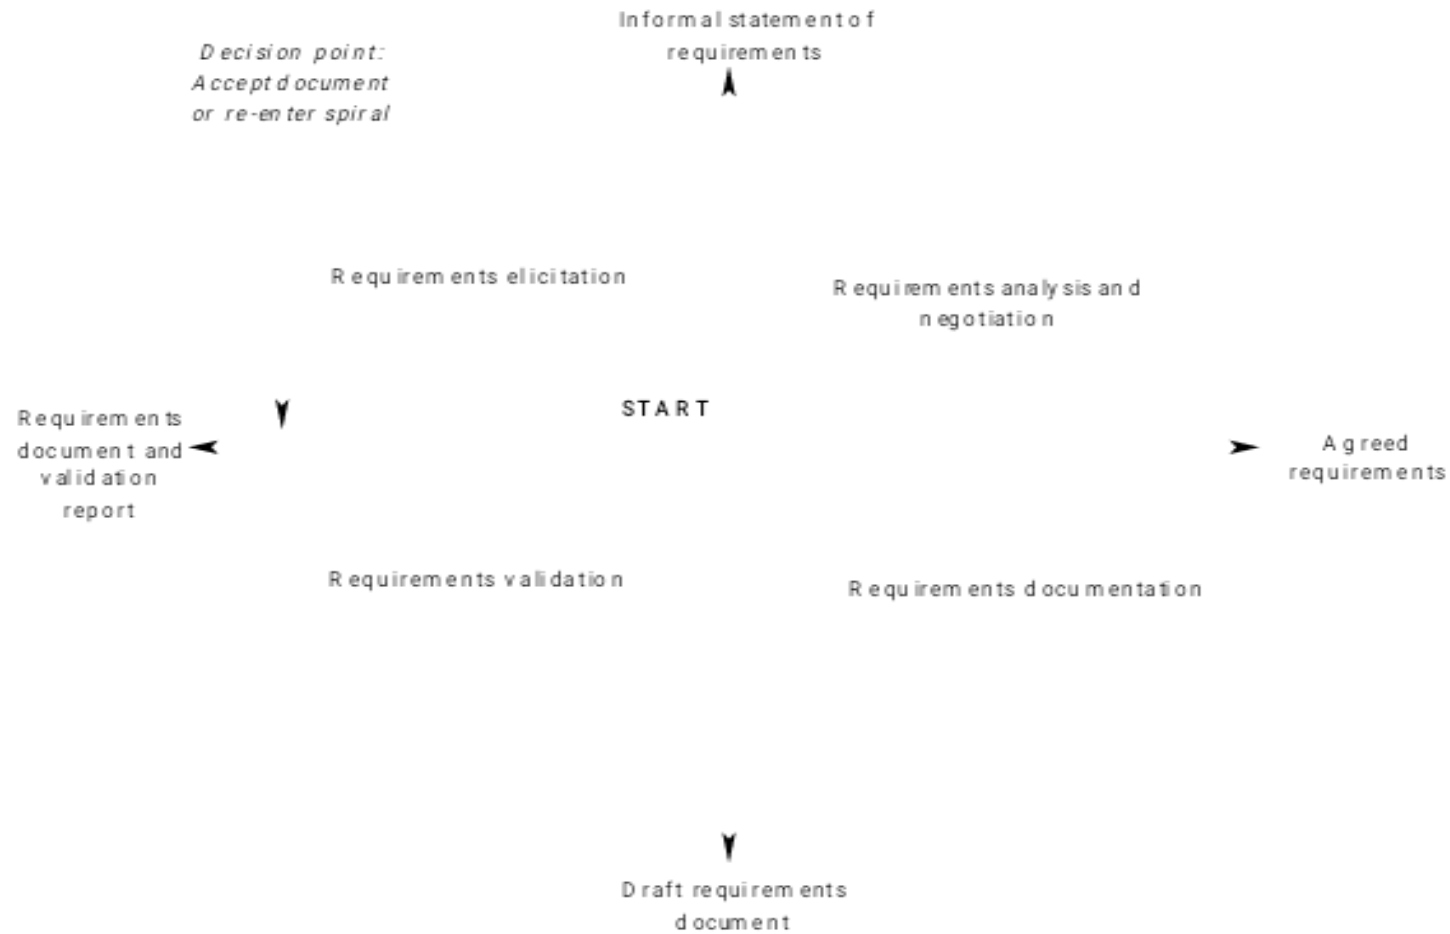 Informal statement of
requirements
Decision point:
Accept document
or re-enter spiral
Requirements elicitation
Requirements analysis and
negotiation
START
Requirements
document and
validation
report
Agreed
requirements
Requirements validation
Requirements documentation
Draft requirements
document